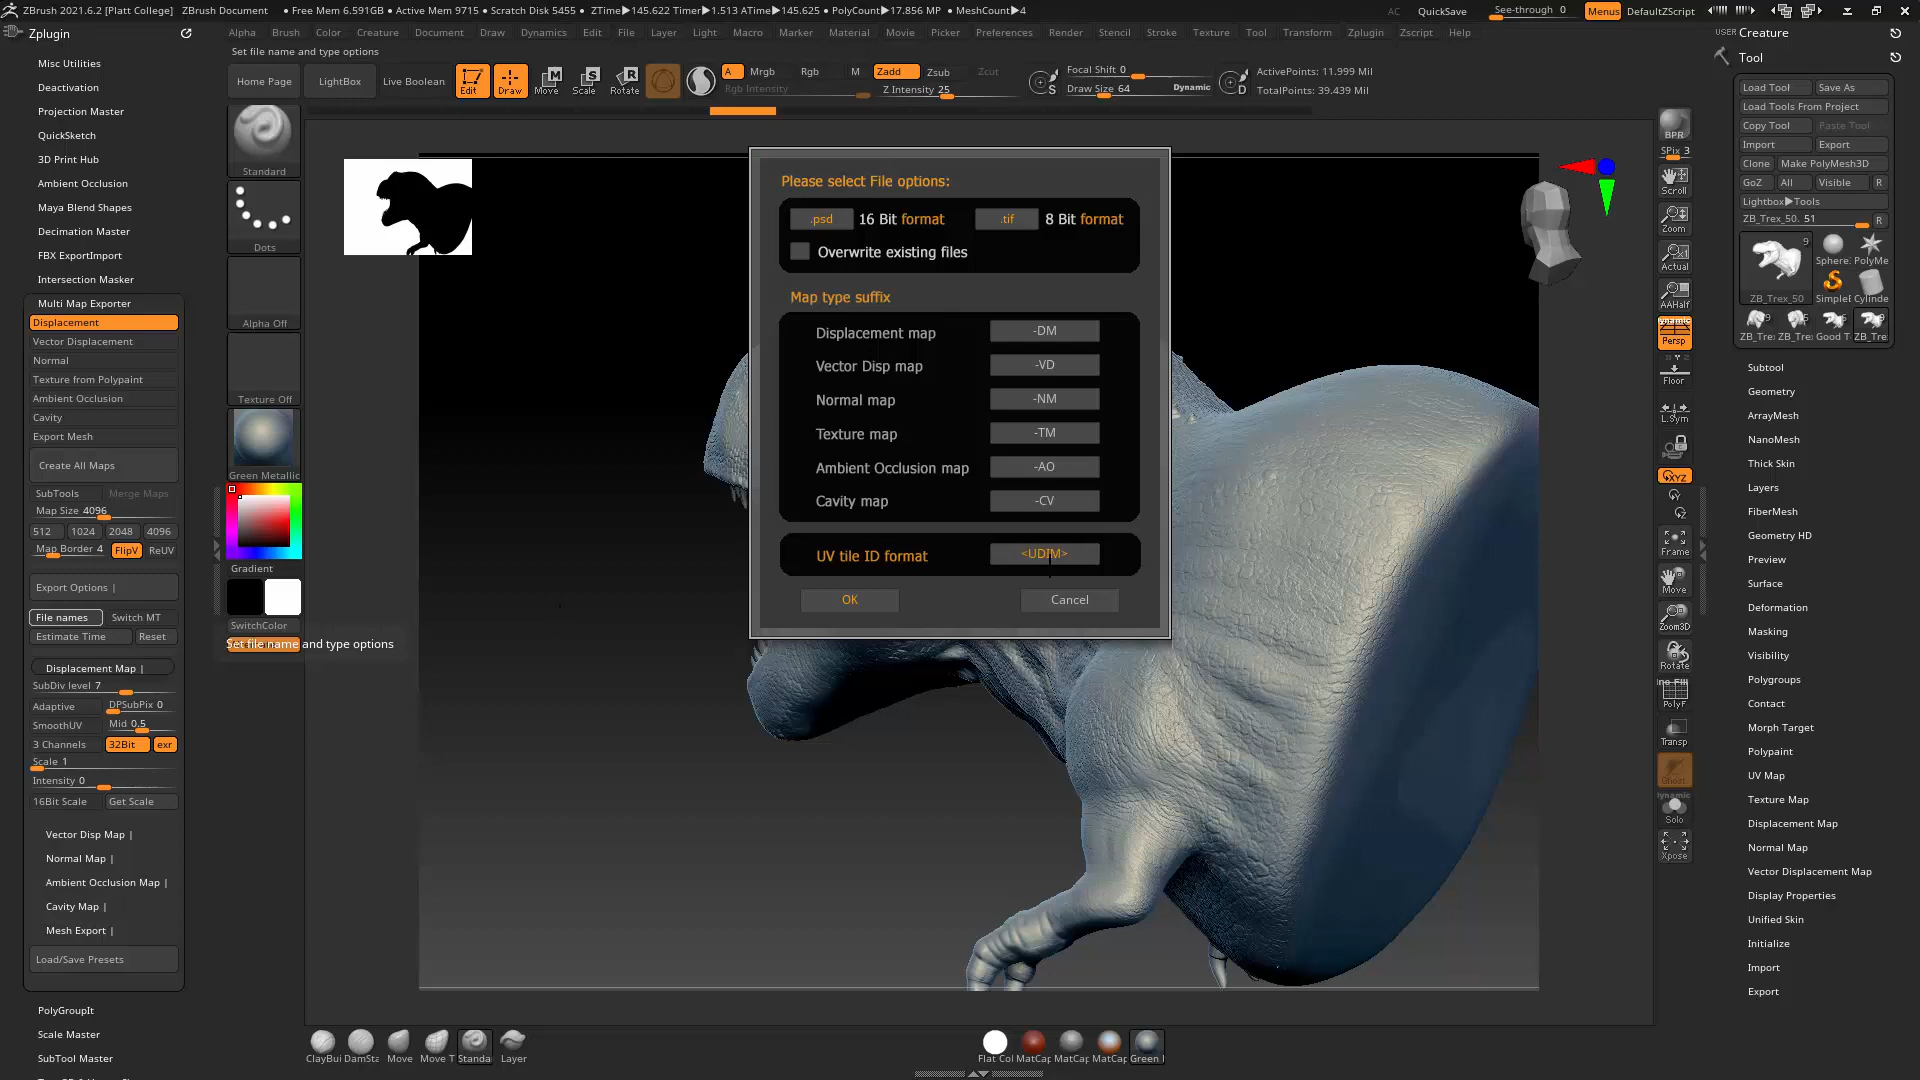 ZBrush 2021.6.2 [Platt College]   ZBrush Document   • Free Mem 6.591GB • Active Mem 9715 • Scratch Disk 5455 •   ZTime▶145.622 Timer▶1.513 ATime▶145.625   • PolyCount▶17.856 MP   • MeshCount▶4   AC   QuickSave   See-through 0   Menus   DefaultZScript
Zplugin
Alpha Brush Color Creature Document Draw Dynamics Edit File Layer Light Macro Marker Material Movie Picker Preferences Render Stencil Stroke Texture Tool Transform Zplugin Zscript Help
Set file name and type options
Home Page LightBox Live Boolean Edit Draw Move Scale Rotate
A Mrgb Rgb M Zadd Zsub Zcut
Rgb Intensity Z Intensity 25
Focal Shift 0
Draw Size 64 Dynamic
S D
ActivePoints: 11.999 Mil
TotalPoints: 39.439 Mil
Misc Utilities
Deactivation
Projection Master
QuickSketch
3D Print Hub
Ambient Occlusion
Maya Blend Shapes
Decimation Master
FBX ExportImport
Intersection Masker
Multi Map Exporter
Displacement
Vector Displacement
Normal
Texture from Polypaint
Ambient Occlusion
Cavity
Export Mesh
Create All Maps
SubTools Merge Maps
Map Size 4096
512 1024 2048 4096
Map Border 4 FlipV ReUV
Export Options |
File names Switch MT
Estimate Time Reset
Displacement Map |
SubDiv level 7
Adaptive DPSubPix 0
SmoothUV Mid 0.5
3 Channels 32Bit exr
Scale 1
Intensity 0
16Bit Scale Get Scale
Vector Disp Map |
Normal Map |
Ambient Occlusion Map |
Cavity Map |
Mesh Export |
Load/Save Presets
PolyGroupIt
Scale Master
SubTool Master
Standard
Dots
Alpha Off
Texture Off
Green Metallic
Gradient
SwitchColor
Set file name and type options
Please select File options:
.psd 16 Bit format .tif 8 Bit format
Overwrite existing files
Map type suffix
Displacement map -DM
Vector Disp map -VD
Normal map -NM
Texture map -TM
Ambient Occlusion map -AO
Cavity map -CV
UV tile ID format <UDIM>
OK Cancel
ClayBui DamSta Move Move T Standa Layer
Flat Col MatCap MatCap MatCap Green
BPR
SPix 3
Scroll
Zoom
Actual
AAHalf
Dynamic
Persp
Floor
L.Sym
XYZ
Frame
Move
Zoom3D
Rotate
PolyF
Transp
Ghost
Dynamic
Solo
Xpose
USER Creature
Tool
Load Tool Save As
Load Tools From Project
Copy Tool Paste Tool
Import Export
Clone Make PolyMesh3D
GoZ All Visible R
Lightbox▶Tools
ZB_Trex_50. 51 R
9
Sphere PolyMe
ZB_Trex_50 Simplel Cylinde
ZB_Tre ZB_Tre Good T ZB_Tre
Subtool
Geometry
ArrayMesh
NanoMesh
Thick Skin
Layers
FiberMesh
Geometry HD
Preview
Surface
Deformation
Masking
Visibility
Polygroups
Contact
Morph Target
Polypaint
UV Map
Texture Map
Displacement Map
Normal Map
Vector Displacement Map
Display Properties
Unified Skin
Initialize
Import
Export